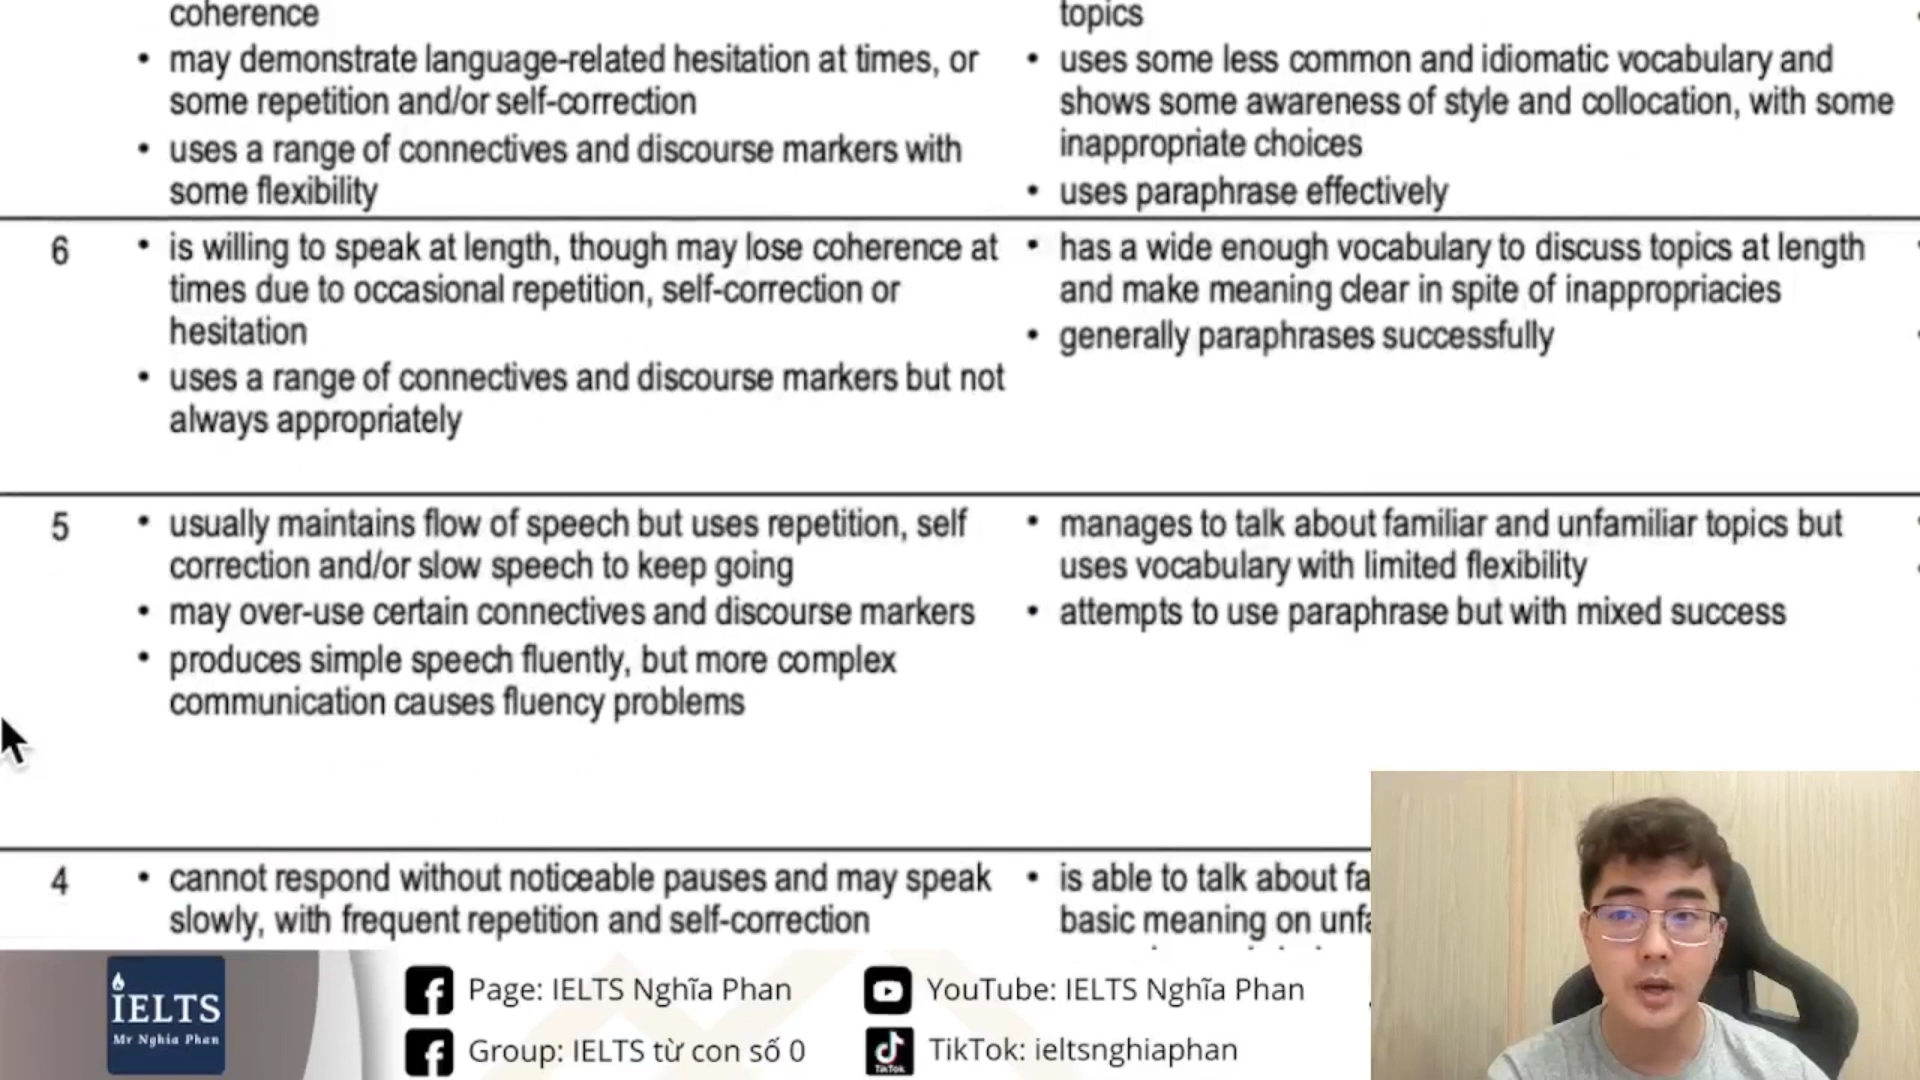 coherence
• may demonstrate language-related hesitation at times, or
some repetition and/or self-correction
• uses a range of connectives and discourse markers with
some flexibility
topics
• uses some less common and idiomatic vocabulary and
shows some awareness of style and collocation, with some
inappropriate choices
• uses paraphrase effectively
6
• is willing to speak at length, though may lose coherence at
times due to occasional repetition, self-correction or
hesitation
• uses a range of connectives and discourse markers but not
always appropriately
• has a wide enough vocabulary to discuss topics at length
and make meaning clear in spite of inappropriacies
• generally paraphrases successfully
5
• usually maintains flow of speech but uses repetition, self
correction and/or slow speech to keep going
• may over-use certain connectives and discourse markers
• produces simple speech fluently, but more complex
communication causes fluency problems
• manages to talk about familiar and unfamiliar topics but
uses vocabulary with limited flexibility
• attempts to use paraphrase but with mixed success
4
• cannot respond without noticeable pauses and may speak
slowly, with frequent repetition and self-correction
• is able to talk about fa
basic meaning on unfa
IELTS
Mr Nghia Phan
Page: IELTS Nghĩa Phan
Group: IELTS từ con số 0
YouTube: IELTS Nghĩa Phan
TikTok
TikTok: ieltsnghiaphan